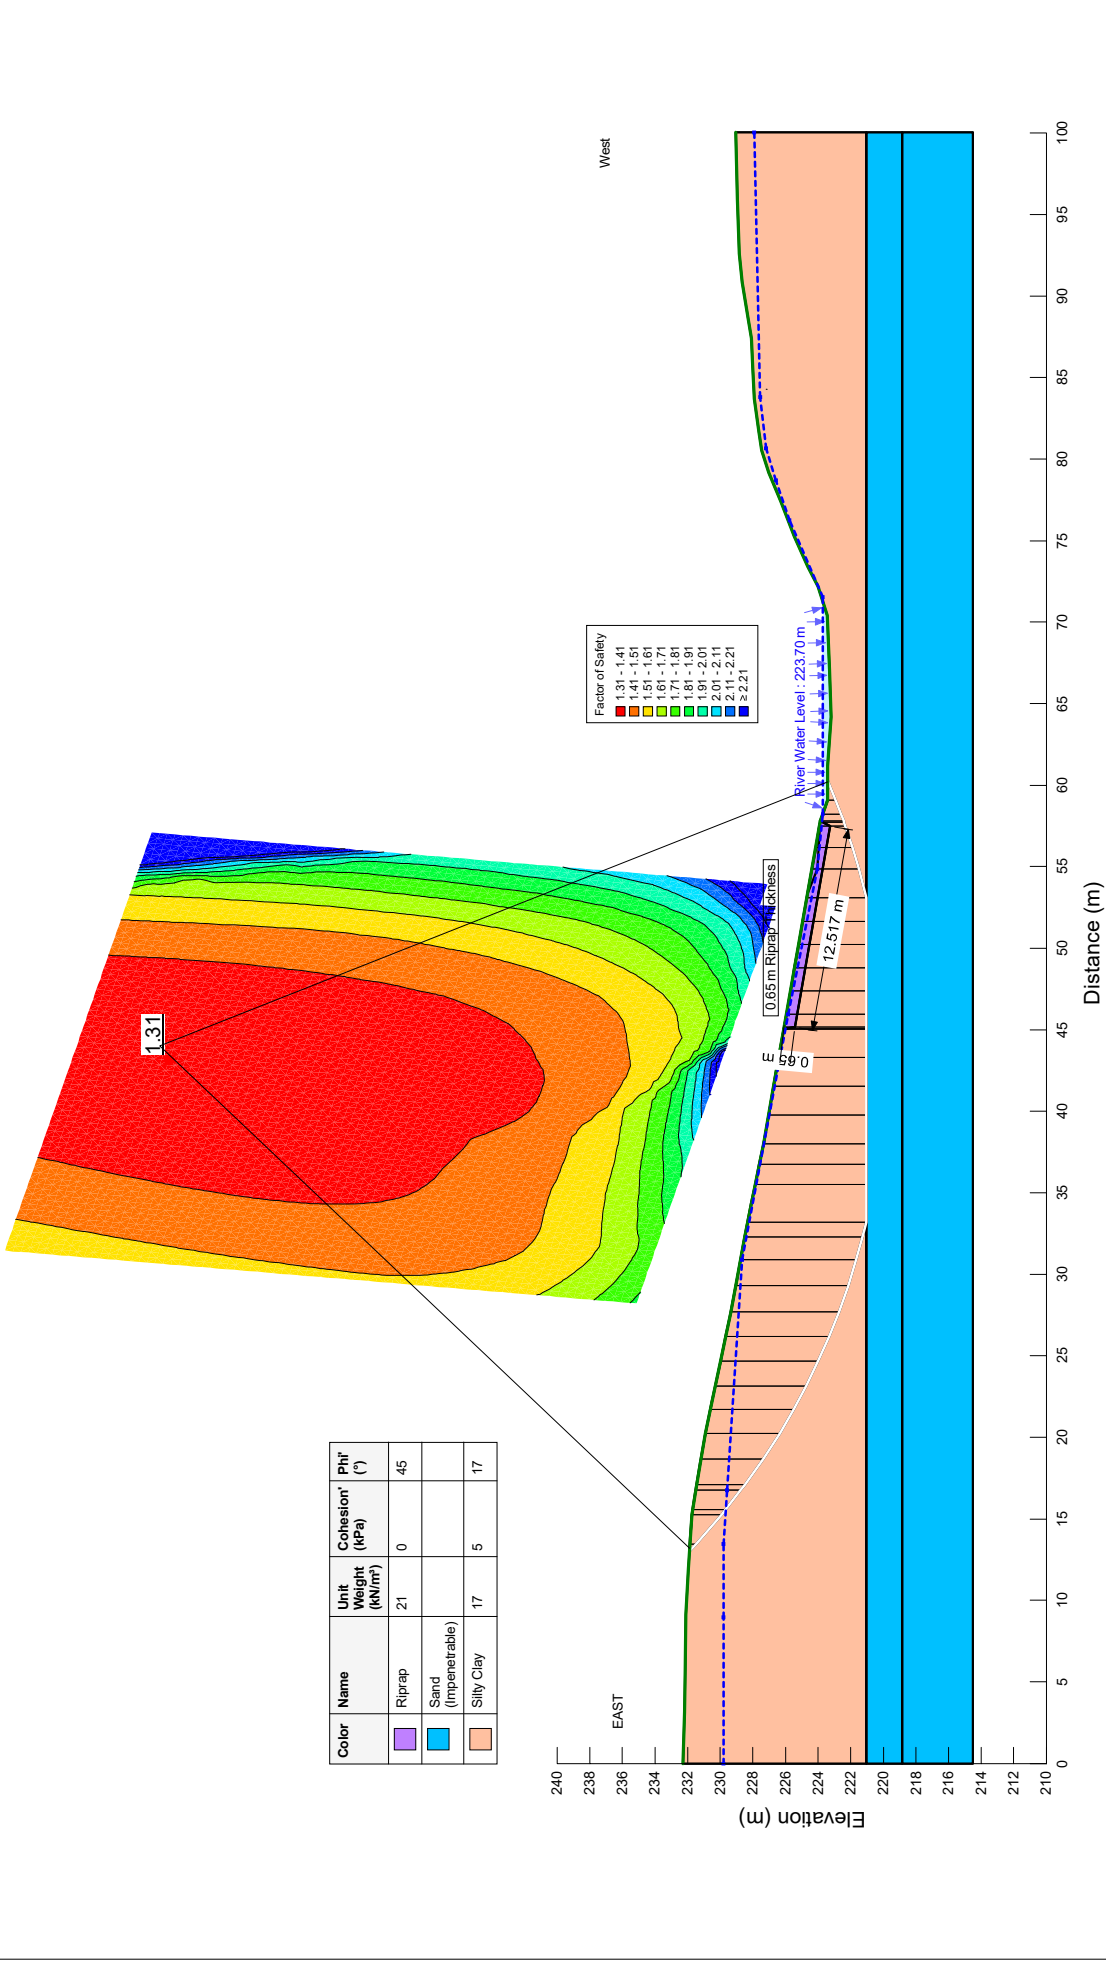 1.31
Color Name Unit Weight (kN/m³) Cohesion' (kPa) Phi' (°)
Riprap 21 0 45
Sand (Impenetrable)
Silty Clay 17 5 17
Factor of Safety
1.31 - 1.41
1.41 - 1.51
1.51 - 1.61
1.61 - 1.71
1.71 - 1.81
1.81 - 1.91
1.91 - 2.01
2.01 - 2.11
2.11 - 2.21
≥ 2.21
EAST
West
0.65 m Riprap Thickness
River Water Level : 223.70 m
0.65 m
12.517 m
Elevation (m)
240
238
236
234
232
230
228
226
224
222
220
218
216
214
212
210
0 5 10 15 20 25 30 35 40 45 50 55 60 65 70 75 80 85 90 95 100
Distance (m)